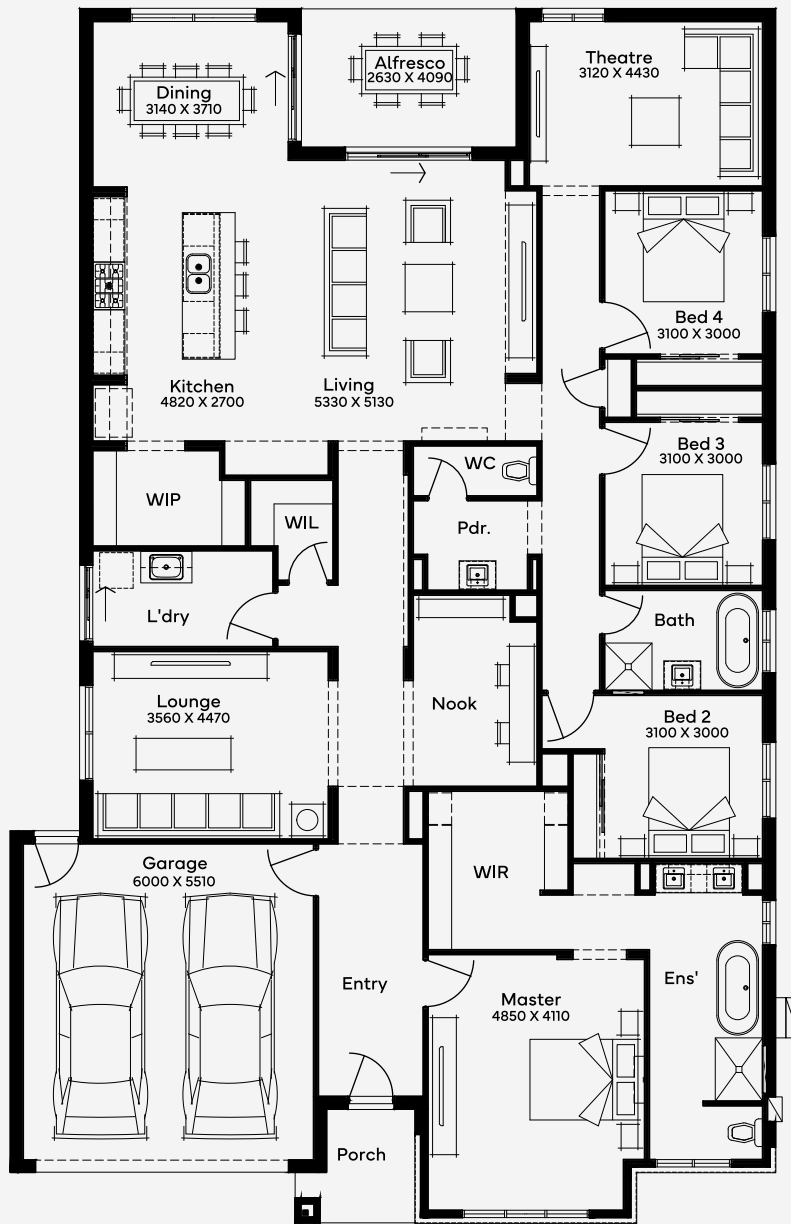 Alfresco
2630 X 4090
Theatre
3120 X 4430
Dining
3140 X 3710
Bed 4
3100 X 3000
Kitchen
4820 X 2700
Living
5330 X 5130
Bed 3
3100 X 3000
WC
WIP
WIL
Pdr.
L'dry
Bath
Lounge
3560 X 4470
Nook
Bed 2
3100 X 3000
Garage
6000 X 5510
WIR
Entry
Ens'
Master
4850 X 4110
Porch